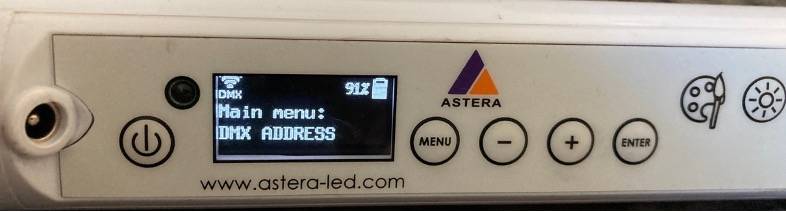 DMX 91%
Main menu:
DMX ADDRESS
ASTERA
MENU - + ENTER
www.astera-led.com